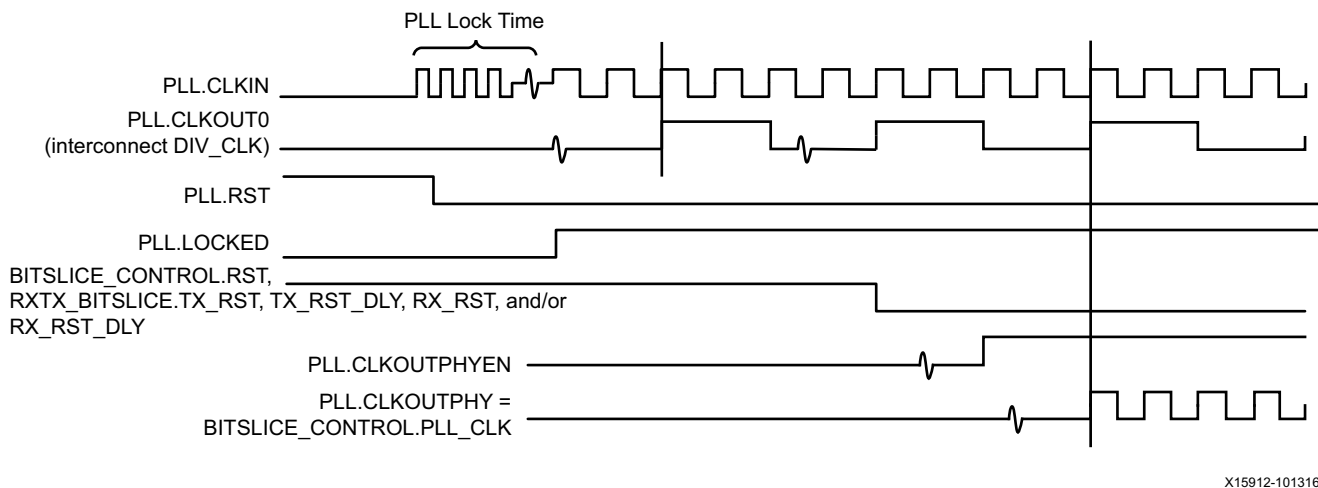 PLL Lock Time
PLL.CLKIN
PLL.CLKOUT0
(interconnect DIV_CLK)
PLL.RST
PLL.LOCKED
BITSLICE_CONTROL.RST,
RXTX_BITSLICE.TX_RST, TX_RST_DLY, RX_RST, and/or
RX_RST_DLY
PLL.CLKOUTPHYEN
PLL.CLKOUTPHY =
BITSLICE_CONTROL.PLL_CLK
X15912-101316